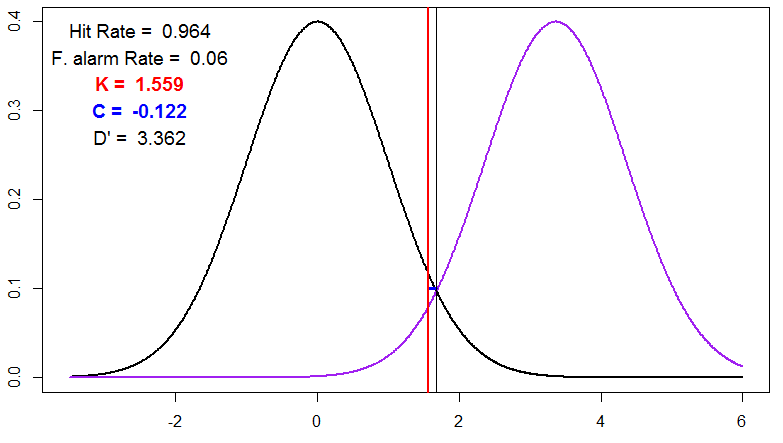 Hit Rate = 0.964
F. alarm Rate = 0.06
K = 1.559
C = -0.122
D' = 3.362
0.4
0.3
0.2
0.1
0.0
-2 0 2 4 6